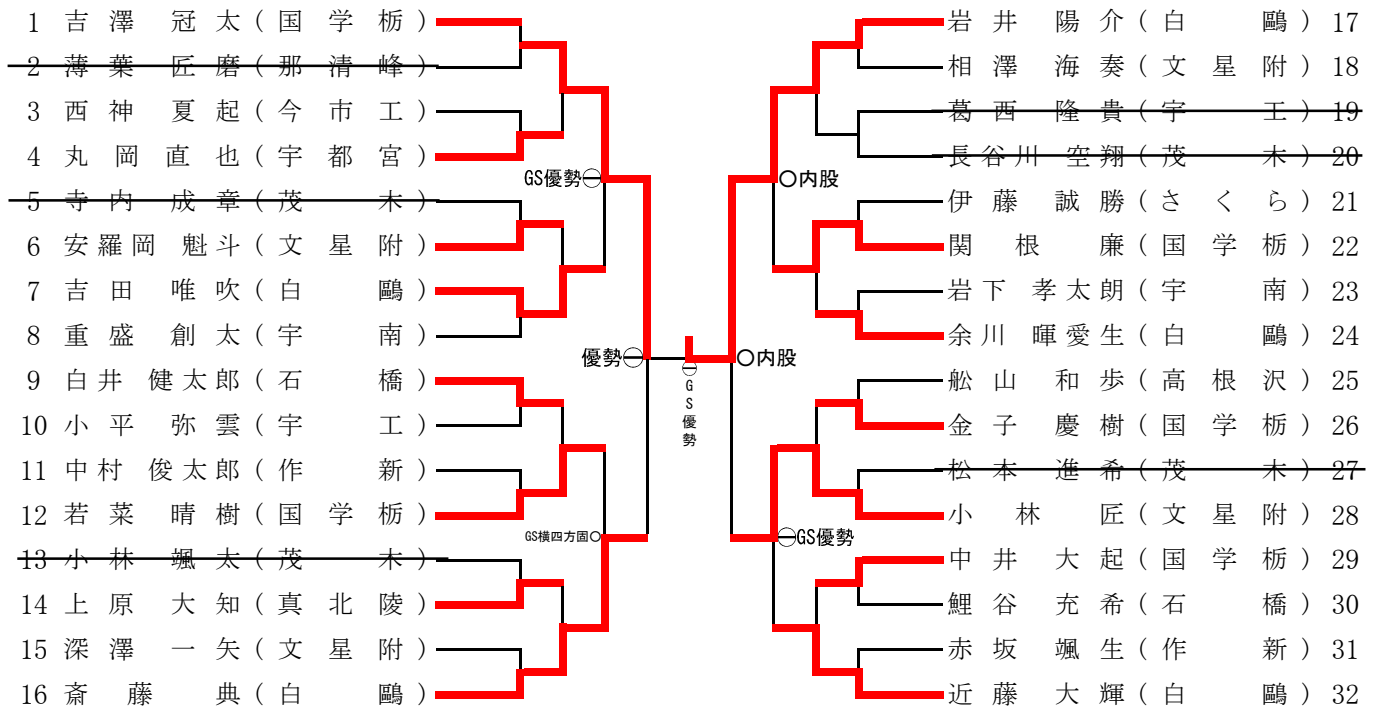 1 吉澤 冠太(国学栃)
2 薄葉 匠磨(那清峰)
3 西神 夏起(今市工)
4 丸岡直也(宇都宮)
5 寺内 成章(茂木)
6 安羅岡 魁斗(文星附)
7 吉田 唯吹(白鷗)
8 重盛 創太(宇南)
9 白井 健太郎(石橋)
10 小平 弥雲(宇工)
11 中村 俊太郎(作新)
12 若菜 晴樹(国学栃)
13 小林 颯太(茂木)
14 上原 大知(真北陵)
15 深澤 一矢(文星附)
16 斎藤 典(白鷗)
GS優勢
優勢
GS横四方固〇
GS優勢
〇内股
〇内股
GS優勢
岩井 陽介(白鷗) 17
相澤 海奏(文星附) 18
葛西 隆貴(宇工) 19
長谷川 空翔(茂木) 20
伊藤 誠勝(さくら) 21
関根 廉(国学栃) 22
岩下 孝太朗(宇南) 23
余川 暉愛生(白鷗) 24
舩山 和歩(高根沢) 25
金子 慶樹(国学栃) 26
松本 進希(茂木) 27
小林 匠(文星附) 28
中井 大起(国学栃) 29
鯉谷 充希(石橋) 30
赤坂 颯生(作新) 31
近藤 大輝(白鷗) 32